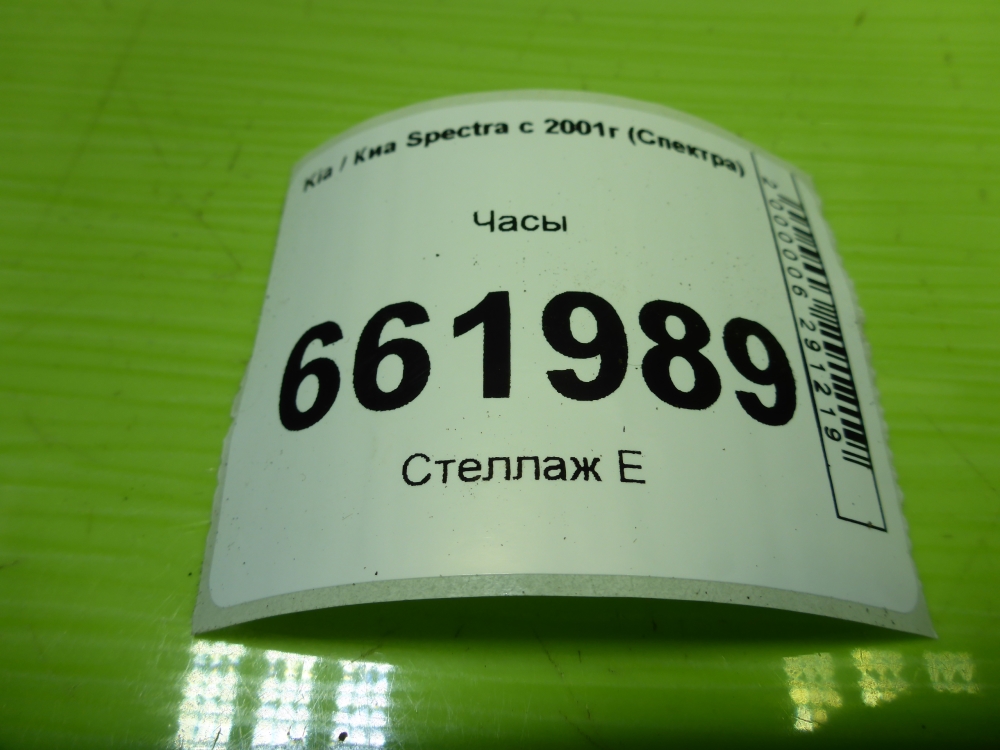 Kia / Киа Spectra с 2001г (Спектра)
Часы
661989
Стеллаж Е
2000006291219